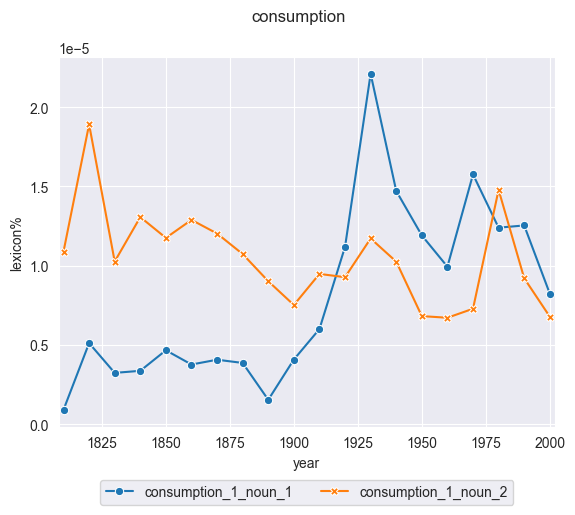 consumption
1e−5
2.0
1.5
1.0
0.5
0.0
lexicon%
1825 1850 1875 1900 1925 1950 1975 2000
year
consumption_1_noun_1 consumption_1_noun_2